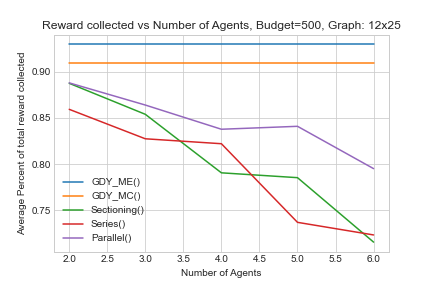 Reward collected vs Number of Agents, Budget=500, Graph: 12x25
Average Percent of total reward collected
0.90
0.85
0.80
0.75
GDY_ME()
GDY_MC()
Sectioning()
Series()
Parallel()
2.0 2.5 3.0 3.5 4.0 4.5 5.0 5.5 6.0
Number of Agents